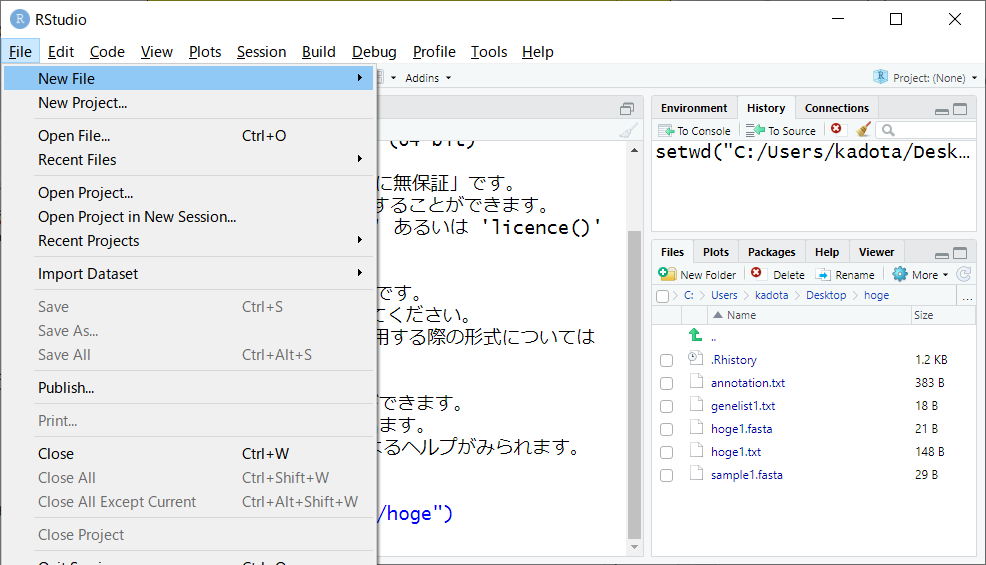 RStudio
File Edit Code View Plots Session Build Debug Profile Tools Help
Addins
Project: (None)
New File
New Project...
Open File... Ctrl+O
Recent Files
Open Project...
Open Project in New Session...
Recent Projects
Import Dataset
Save Ctrl+S
Save As...
Save All Ctrl+Alt+S
Publish...
Print...
Close Ctrl+W
Close All Ctrl+Shift+W
Close All Except Current Ctrl+Alt+Shift+W
Close Project
に無保証」です。
することができます。
' あるいは 'licence()'
です。
てください。
用する際の形式については
できます。
ます。
よるヘルプがみられます。
/hoge")
Environment History Connections
To Console To Source
setwd("C:/Users/kadota/Desk...
Files Plots Packages Help Viewer
New Folder Delete Rename More
C: Users kadota Desktop hoge ...
Name Size
..
.Rhistory 1.2 KB
annotation.txt 383 B
genelist1.txt 18 B
hoge1.fasta 21 B
hoge1.txt 148 B
sample1.fasta 29 B